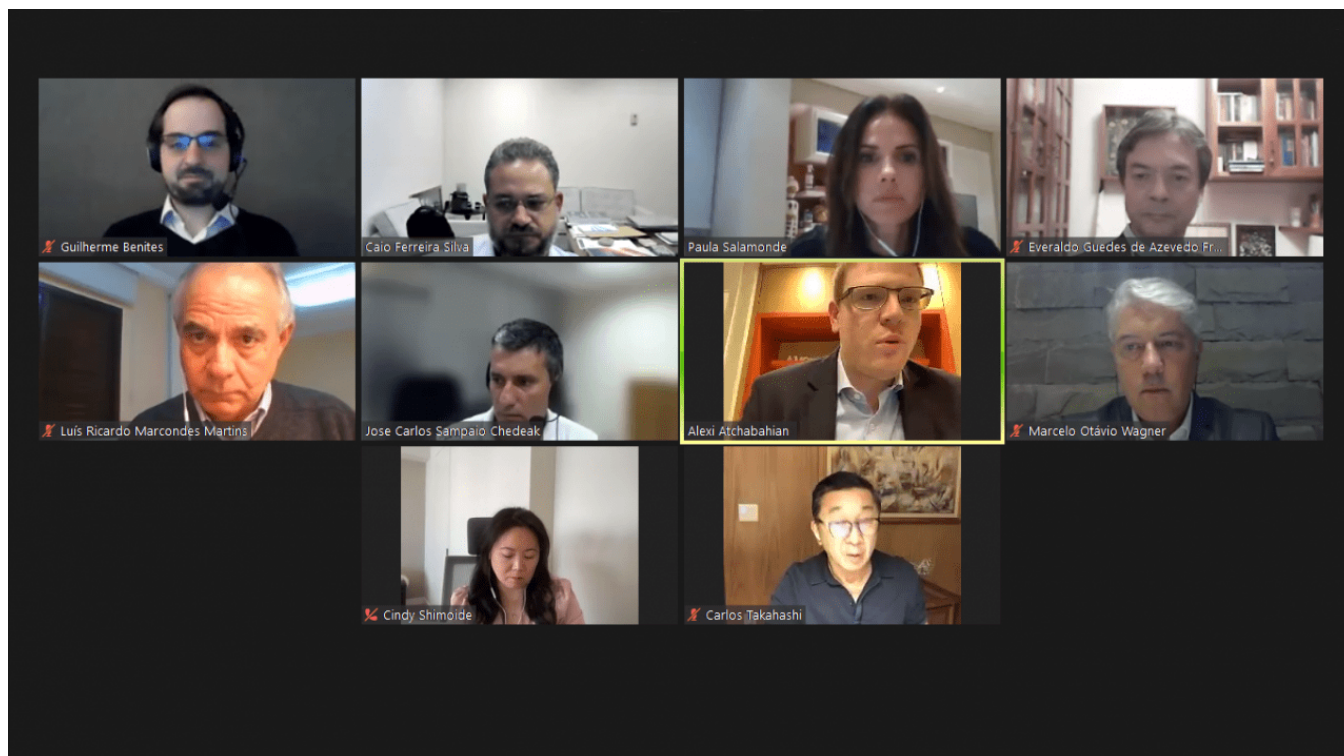 Guilherme Benites
Caio Ferreira Silva
Paula Salamonde
Everaldo Guedes de Azevedo Fr...
Luís Ricardo Marcondes Martins
Jose Carlos Sampaio Chedeak
Alexi Atchabahian
Marcelo Otávio Wagner
Cindy Shimoide
Carlos Takahashi